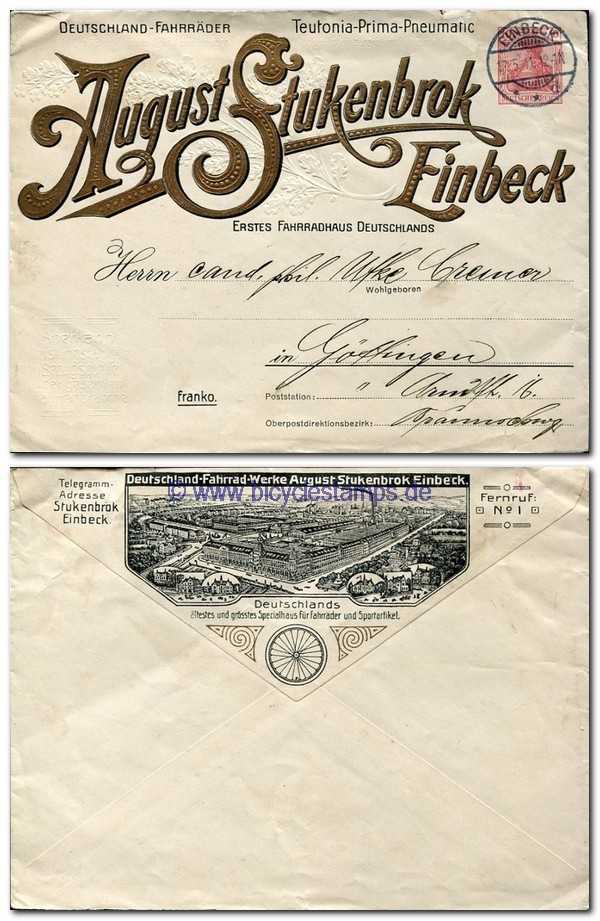 DEUTSCHLAND-FAHRRÄDER TEUTONIA-PRIMA-PNEUMATIC
EINBECK
August Stukenbrok
Einbeck
ERSTES FAHRRADHAUS DEUTSCHLANDS
Herrn cand. phil. Cremer
Wohlgeboren
in Göttingen
franko.
Poststation:
Oberpostdirektionsbezirk:
Telegramm-
Adresse
Stukenbrok
Einbeck.
Deutschland-Fahrrad-Werke August Stukenbrok Einbeck.
© www.bicyclestamps.de
Fernruf:
No 1
Deutschlands
ältestes und grösstes Specialhaus für Fahrräder und Sportartikel.